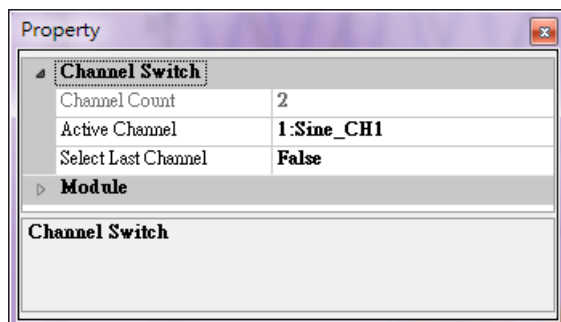 Property
Channel Switch
Channel Count 2
Active Channel 1:Sine_CH1
Select Last Channel False
Module
Channel Switch